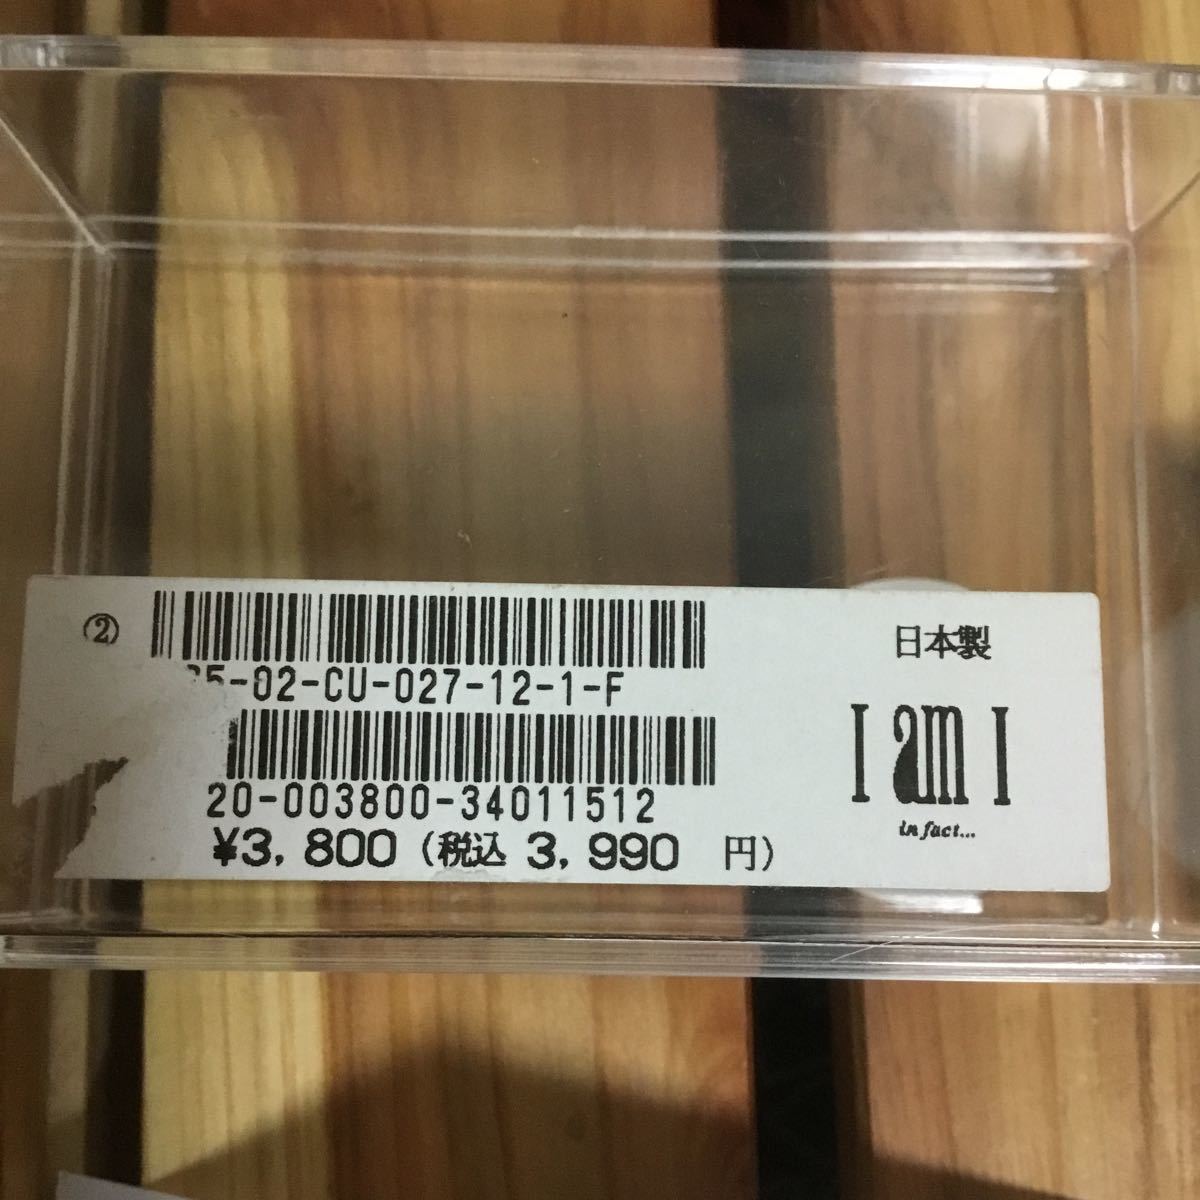 ②
5-02-CU-027-12-1-F
20-003800-34011512
¥3,800(税込 3,990 円)
日本製
I am I
in fact...